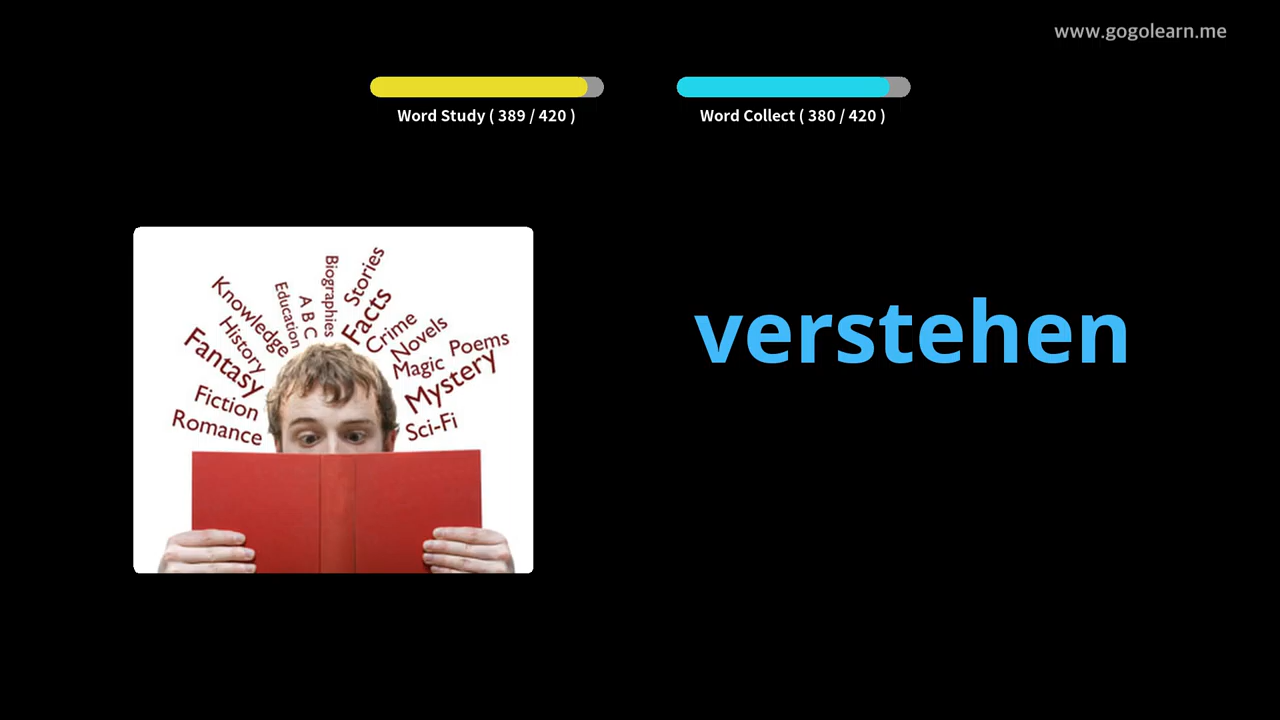 www.gogolearn.me
Word Study ( 389 / 420 )
Word Collect ( 380 / 420 )
verstehen
Romance
Fiction
Fantasy
History
Knowledge
Education
A B C
Biographies
Stories
Facts
Crime
Novels
Magic
Poems
Mystery
Sci-Fi